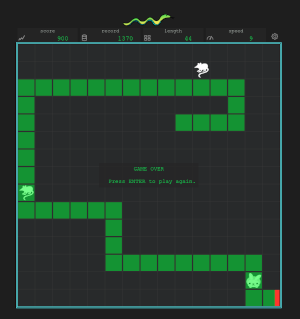 score record length speed
900 1370 44 9
GAME OVER
Press ENTER to play again.